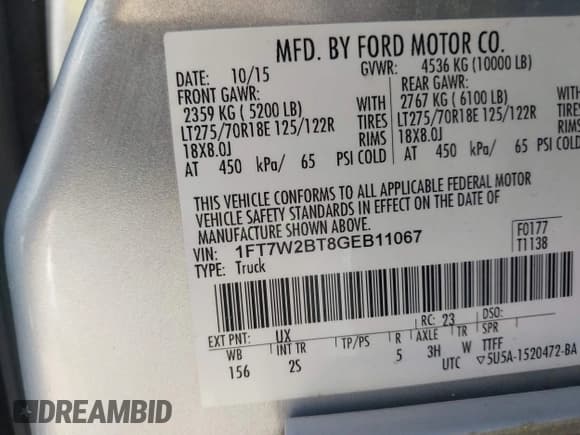 MFD. BY FORD MOTOR CO.
DATE: 10/15 GVWR: 4536 KG (10000 LB)
FRONT GAWR: REAR GAWR:
2359 KG ( 5200 LB) WITH 2767 KG ( 6100 LB) WITH
LT275/70R18E 125/122R TIRES LT275/70R18E 125/122R TIRES
18X8.0J RIMS 18X8.0J RIMS
AT 450 kPa/ 65 PSI COLD AT 450 kPa/ 65 PSI COLD
THIS VEHICLE CONFORMS TO ALL APPLICABLE FEDERAL MOTOR
VEHICLE SAFETY STANDARDS IN EFFECT ON THE DATE OF
MANUFACTURE SHOWN ABOVE.
VIN: 1FT7W2BT8GEB11067 F0177
TYPE: Truck T1138
EXT PNT: UX RC: 23 DSO:
WB INT TR TP/PS R AXLE TR SPR
156 2S 5 3H W TTFF
UTC ▽5U5A-1520472-BA
DREAMBID